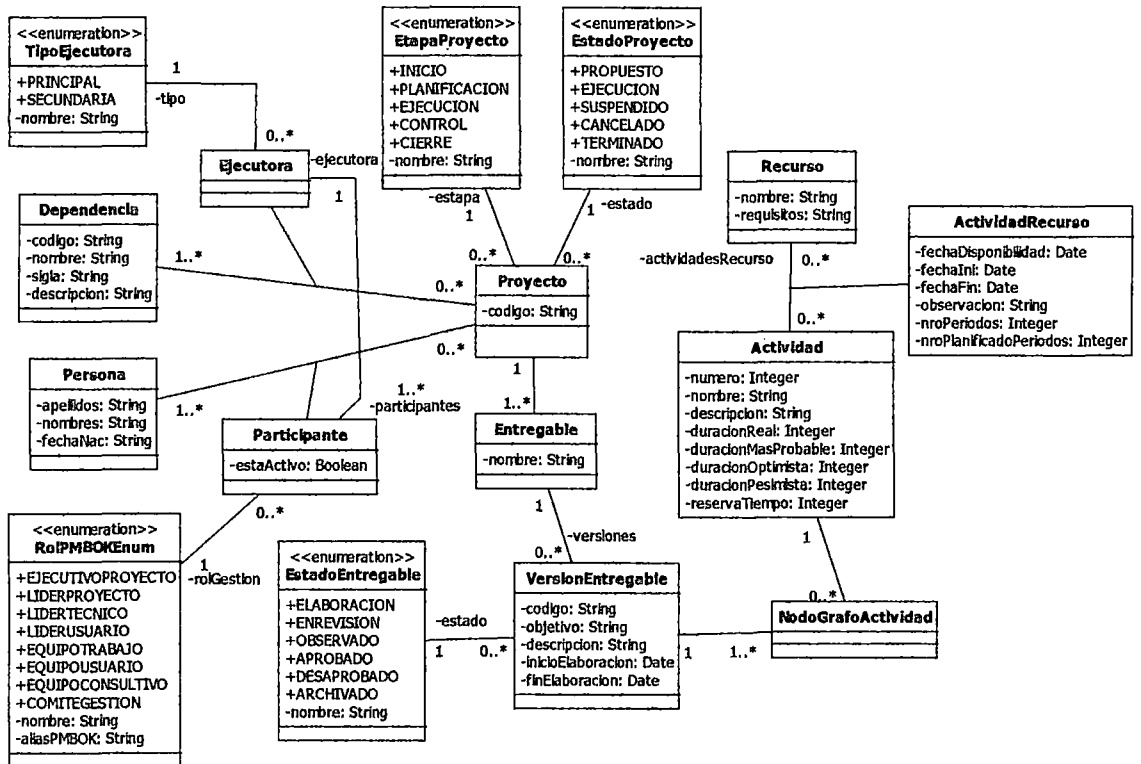 <<enumeration>>
TipoEjecutora
+PRINCIPAL
+SECUNDARIA
-nombre: String
1
-tipo
0..*
Ejecutora
-ejecutora
1
<<enumeration>>
EtapaProyecto
+INICIO
+PLANIFICACION
+EJECUCION
+CONTROL
+CIERRE
-nombre: String
-estapa
1
0..*
<<enumeration>>
EstadoProyecto
+PROPUESTO
+EJECUCION
+SUSPENDIDO
+CANCELADO
+TERMINADO
-nombre: String
1
-estado
0..*
Recurso
-nombre: String
-requisitos: String
-actividadesRecurso
0..*
ActividadRecurso
-fechaDisponibilidad: Date
-fechaIni: Date
-fechaFin: Date
-observacion: String
-nroPeriodos: Integer
-nroPlanificadoPeriodos: Integer
0..*
Dependencia
-codigo: String
-nombre: String
-sigla: String
-descripcion: String
1..*
0..*
Proyecto
-codigo: String
0..*
1
1..*
Actividad
-numero: Integer
-nombre: String
-descripcion: String
-duracionReal: Integer
-duracionMasProbable: Integer
-duracionOptimista: Integer
-duracionPesimista: Integer
-reservaTiempo: Integer
1
0..*
Persona
-apellidos: String
-nombres: String
-fechaNac: String
1..*
1..*
-participantes
Participante
-estaActivo: Boolean
0..*
Entregable
-nombre: String
1
-versiones
0..*
<<enumeration>>
RolPMBOKEnum
+EJECUTIVOPROYECTO
+LIDERPROYECTO
+LIDERTECNICO
+LIDERUSUARIO
+EQUIPOTRABAJO
+EQUIPOUSUARIO
+EQUIPOCONSULTIVO
+COMITEGESTION
-nombre: String
-aliasPMBOK: String
1
-rolGestion
<<enumeration>>
EstadoEntregable
+ELABORACION
+ENREVISION
+OBSERVADO
+APROBADO
+DESAPROBADO
+ARCHIVADO
-nombre: String
-estado
1
0..*
VersionEntregable
-codigo: String
-objetivo: String
-descripcion: String
-inicioElaboracion: Date
-finElaboracion: Date
1
1..*
NodoGrafoActividad